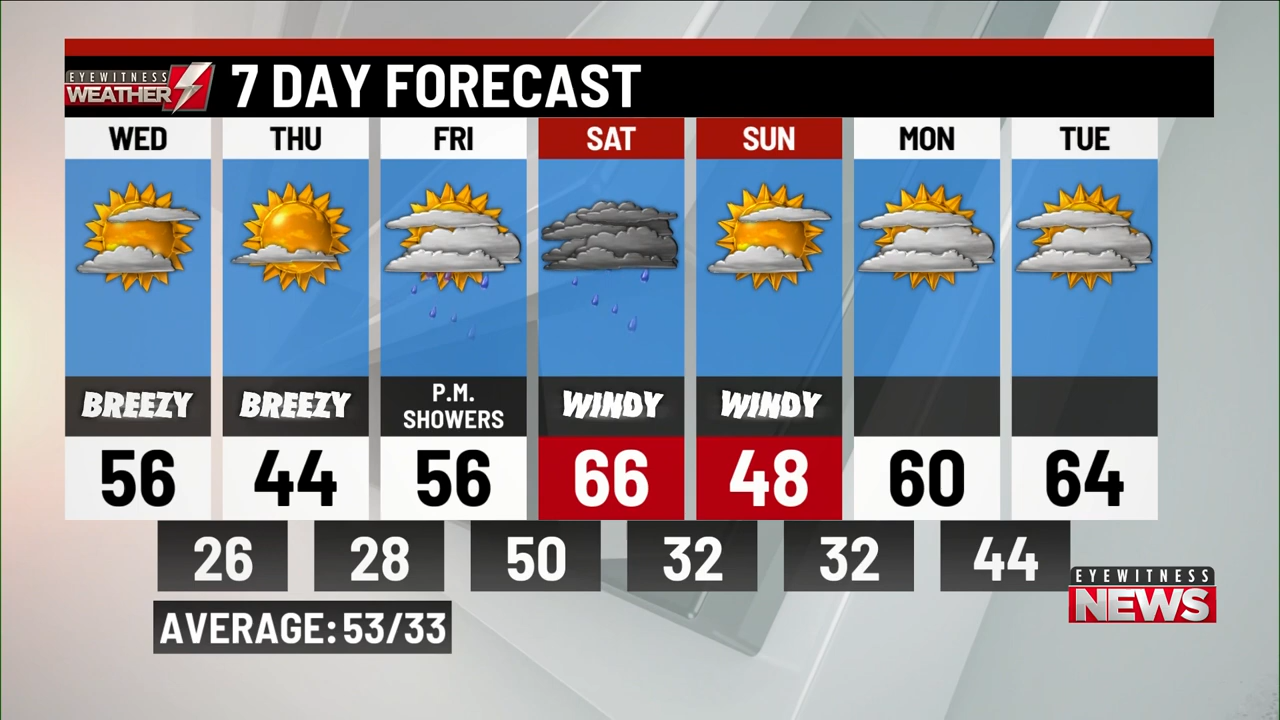 EYEWITNESS
WEATHER
7 DAY FORECAST
WED THU FRI SAT SUN MON TUE
BREEZY BREEZY P.M. SHOWERS WINDY WINDY
56 44 56 66 48 60 64
26 28 50 32 32 44
EYEWITNESS
NEWS
AVERAGE: 53/33